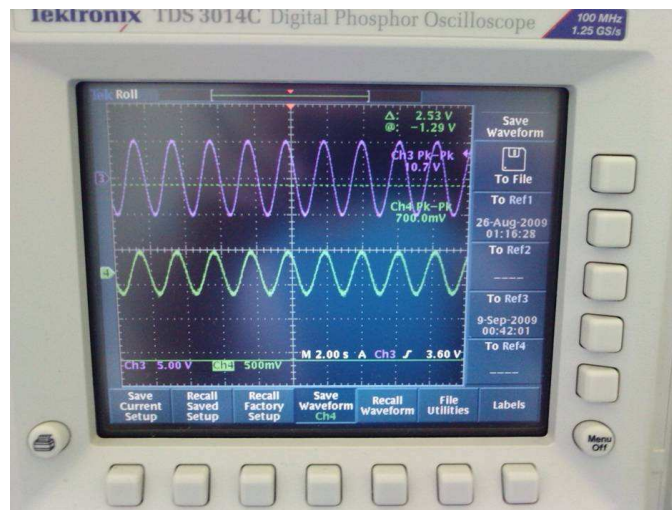 Tektronix TDS 3014C Digital Phosphor Oscilloscope
100 MHz
1.25 GS/s
Tek Roll
Δ: 2.53 V
@: -1.29 V
Ch3 Pk-Pk
10.7 V
Ch4 Pk-Pk
700.0mV
3
4
M 2.00 s A Ch3 ƒ 3.60 V
Ch3 5.00 V Ch4 500mV
Save
Waveform
To File
To Ref1
26-Aug-2009
01:16:28
To Ref2
----
To Ref3
9-Sep-2009
00:42:01
To Ref4
----
Save
Current
Setup
Recall
Saved
Setup
Recall
Factory
Setup
Save
Waveform
Ch4
Recall
Waveform
File
Utilities
Labels
Menu
Off